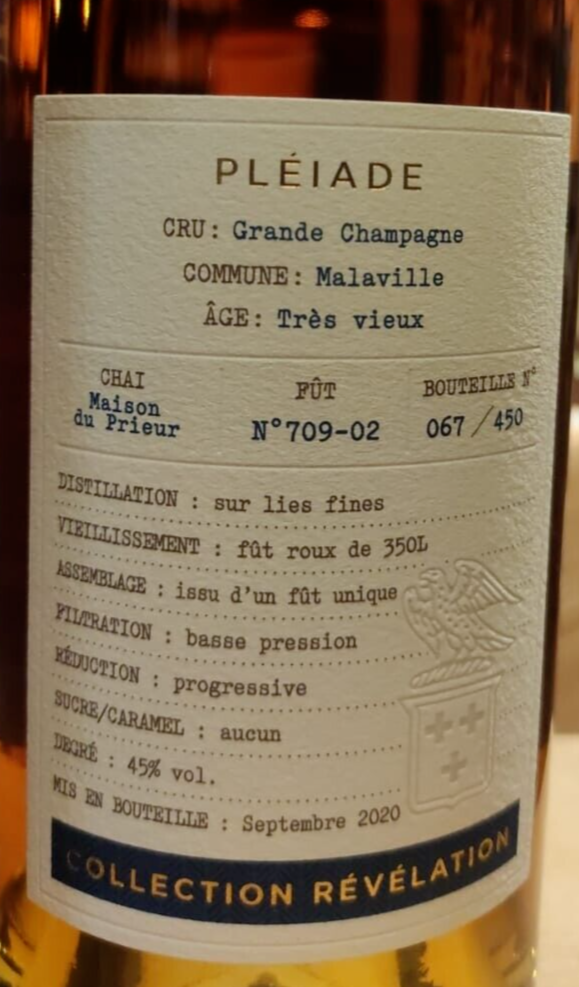 PLÉIADE
CRU: Grande Champagne
COMMUNE: Malaville
ÂGE: Très vieux
CHAI
Maison
du Prieur
FÛT
N°709-02
BOUTEILLE N°
067/450
DISTILLATION : sur lies fines
VIEILLISSEMENT : fût roux de 350L
ASSEMBLAGE : issu d'un fût unique
FILTRATION : basse pression
RÉDUCTION : progressive
SUCRE/CARAMEL : aucun
DEGRÉ : 45% vol.
MIS EN BOUTEILLE : Septembre 2020
COLLECTION RÉVÉLATION